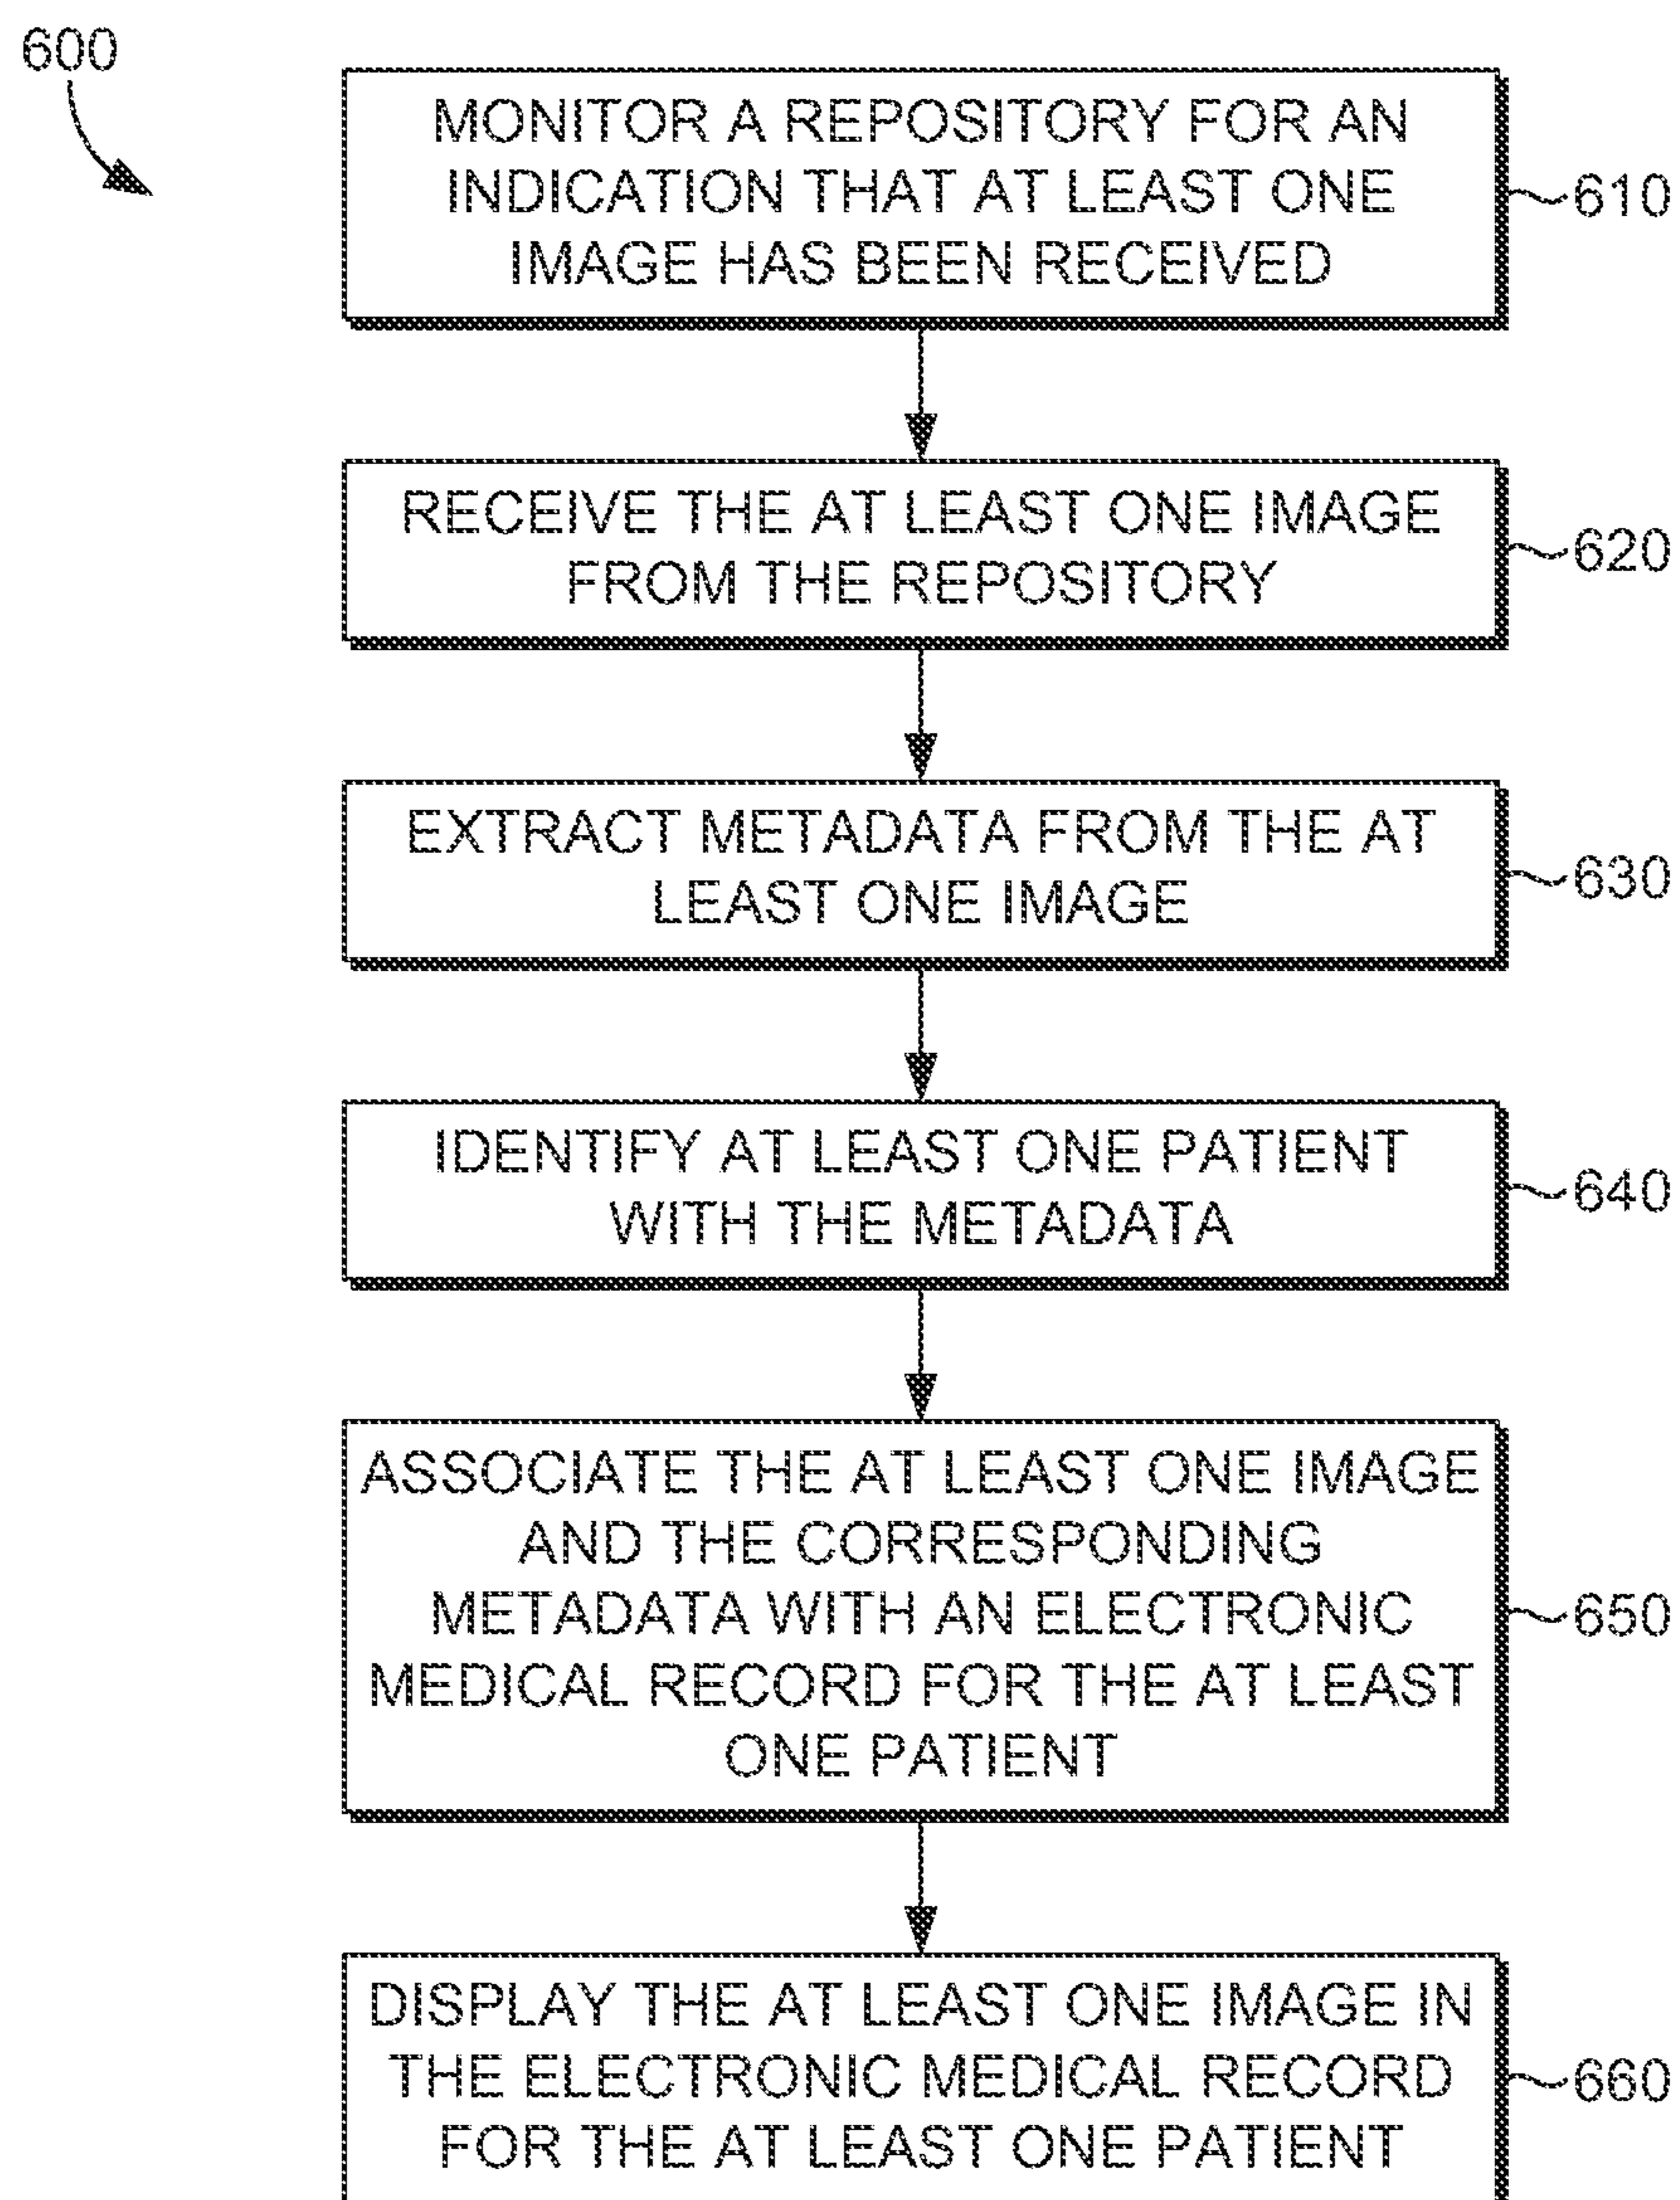 600
MONITOR A REPOSITORY FOR AN
INDICATION THAT AT LEAST ONE
IMAGE HAS BEEN RECEIVED
610
RECEIVE THE AT LEAST ONE IMAGE
FROM THE REPOSITORY
620
EXTRACT METADATA FROM THE AT
LEAST ONE IMAGE
630
IDENTIFY AT LEAST ONE PATIENT
WITH THE METADATA
640
ASSOCIATE THE AT LEAST ONE IMAGE
AND THE CORRESPONDING
METADATA WITH AN ELECTRONIC
MEDICAL RECORD FOR THE AT LEAST
ONE PATIENT
650
DISPLAY THE AT LEAST ONE IMAGE IN
THE ELECTRONIC MEDICAL RECORD
FOR THE AT LEAST ONE PATIENT
660